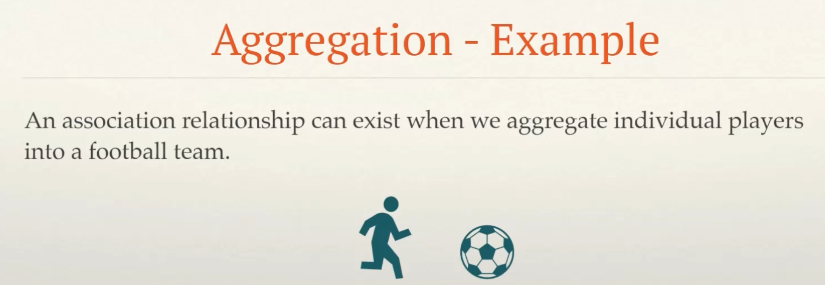 Aggregation - Example
An association relationship can exist when we aggregate individual players
into a football team.